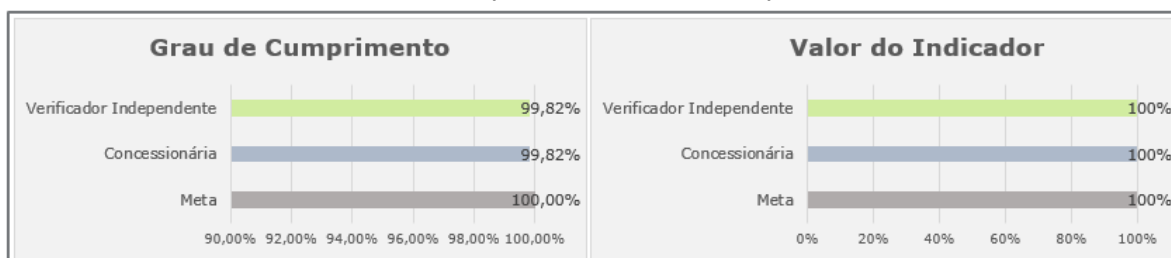 Grau de Cumprimento
Verificador Independente 99,82%
Concessionária 99,82%
Meta 100,00%
90,00% 92,00% 94,00% 96,00% 98,00% 100,00%
Valor do Indicador
Verificador Independente 100%
Concessionária 100%
Meta 100%
0% 20% 40% 60% 80% 100%